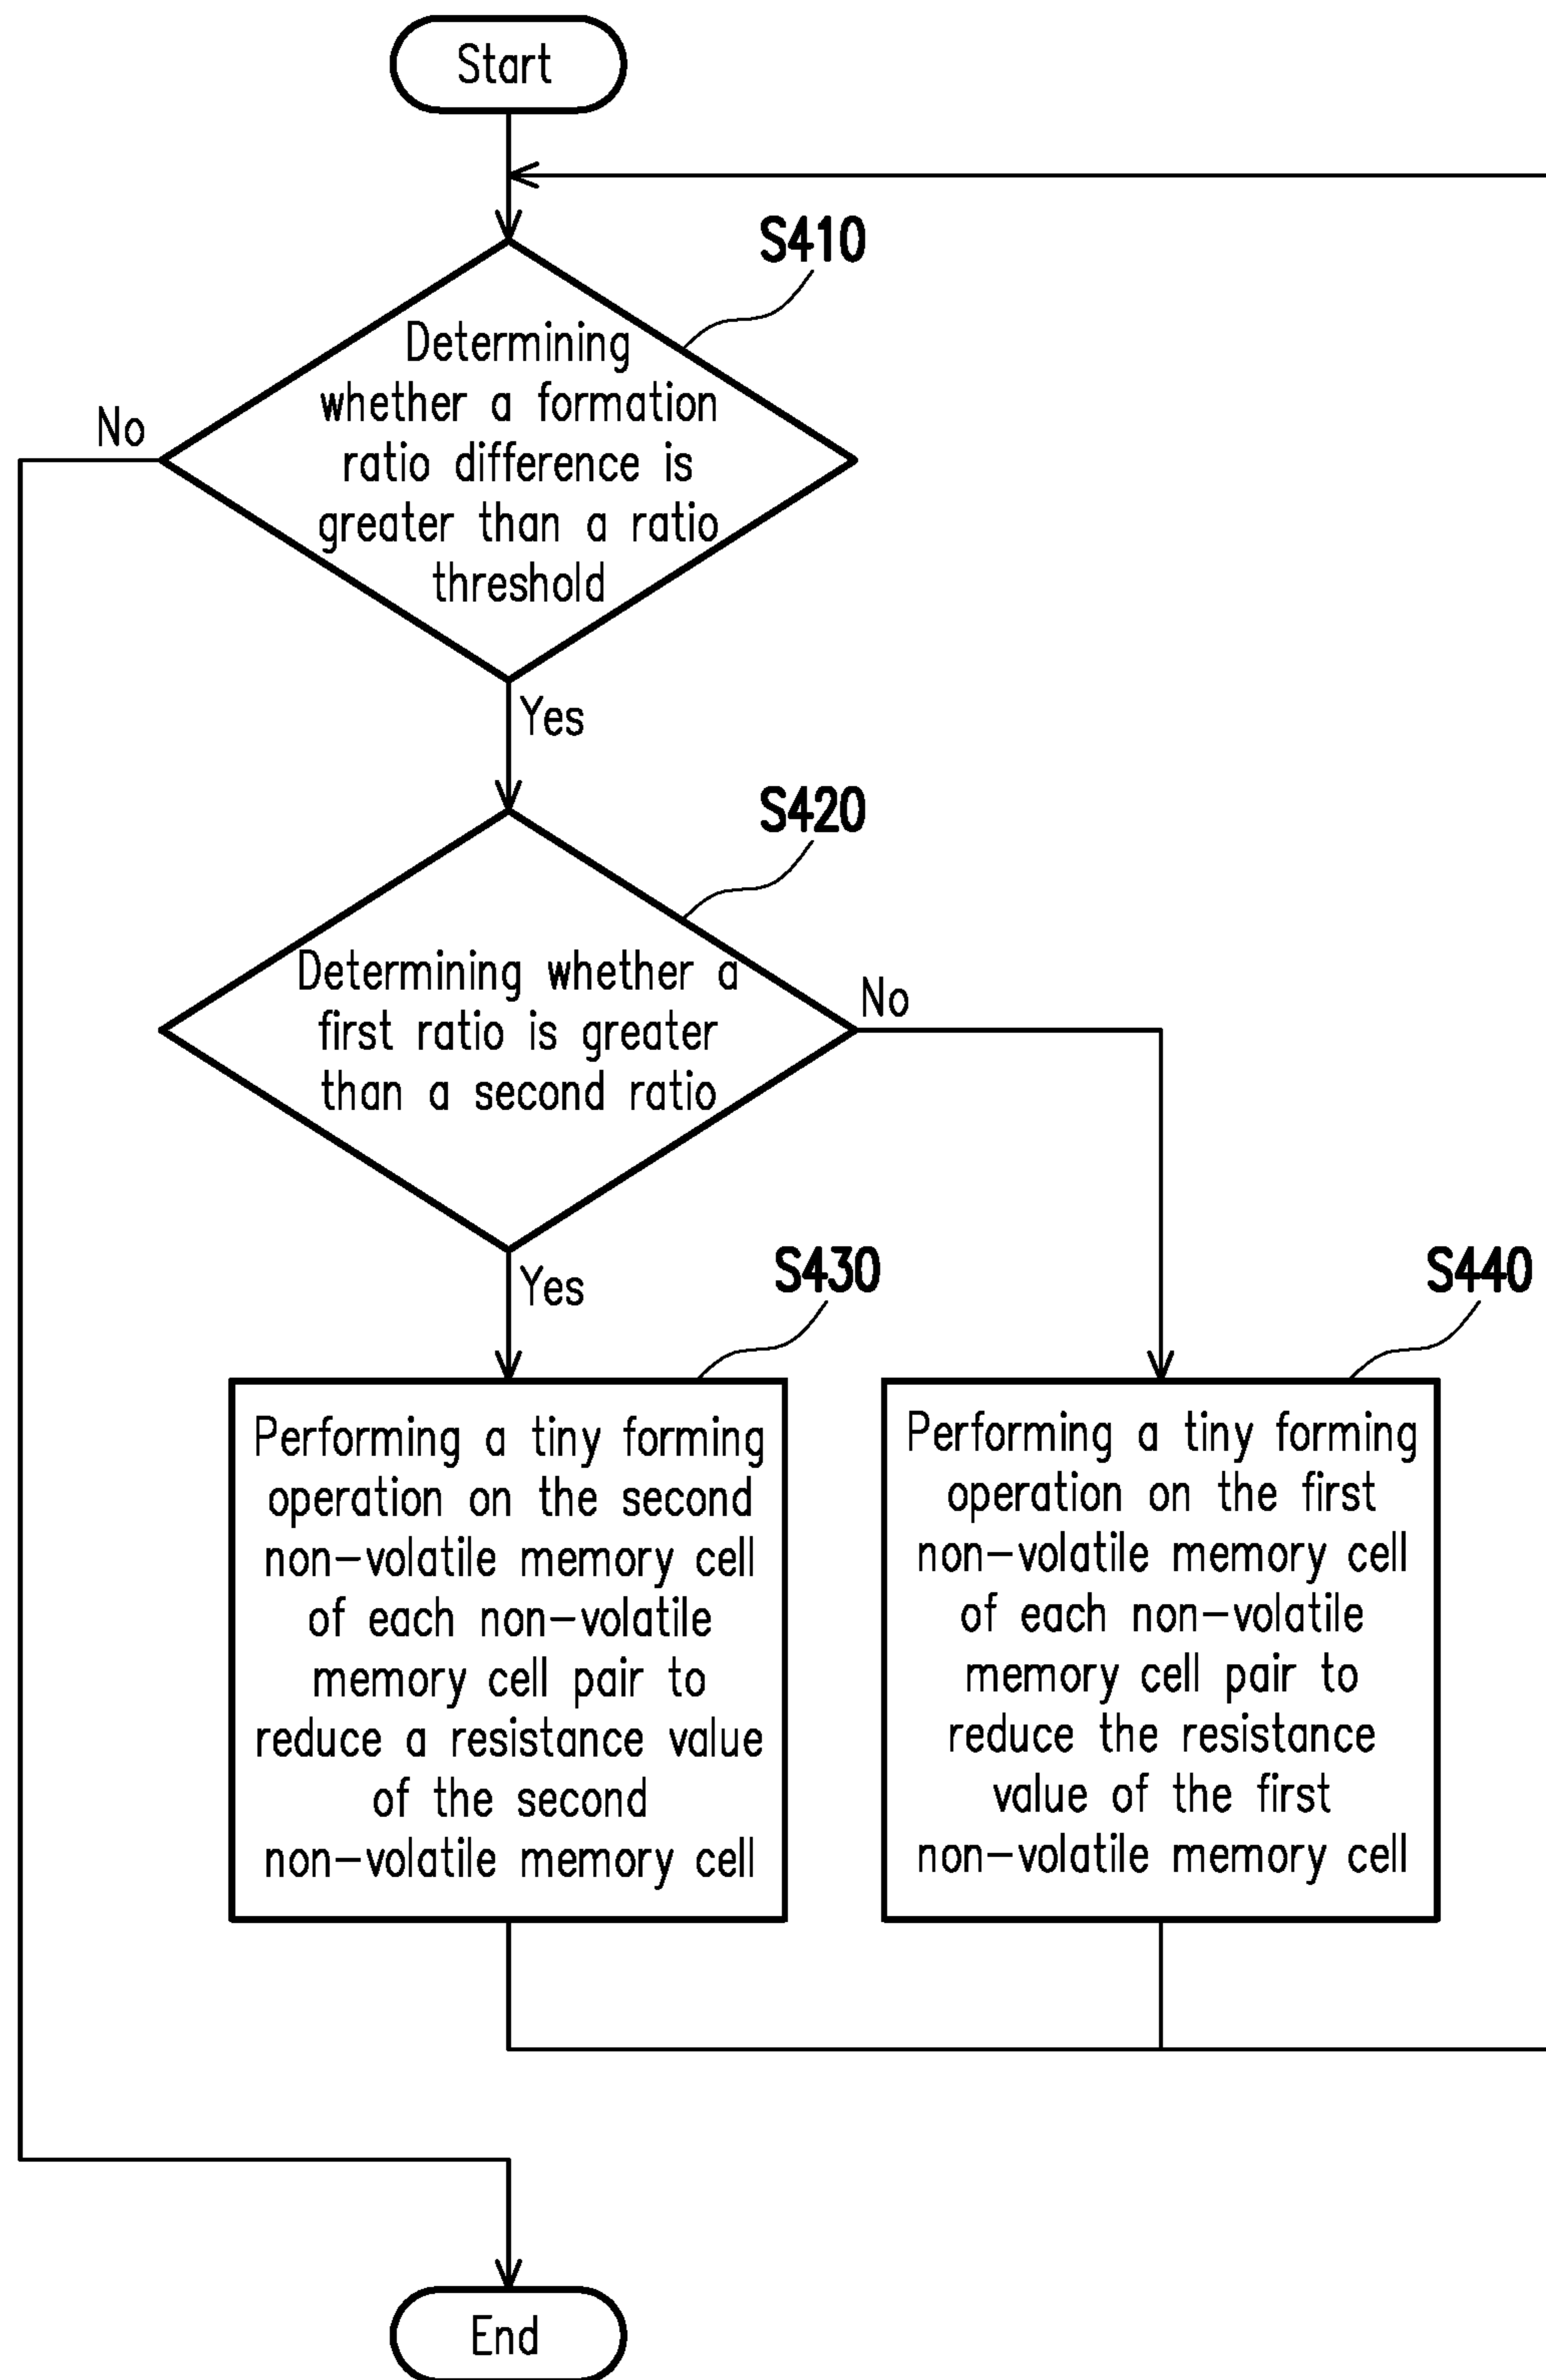 Start
S410
Determining
whether a formation
ratio difference is
greater than a ratio
threshold
No
Yes
S420
Determining whether a
first ratio is greater
than a second ratio
No
Yes
S430
Performing a tiny forming
operation on the second
non-volatile memory cell
of each non-volatile
memory cell pair to
reduce a resistance value
of the second
non-volatile memory cell
S440
Performing a tiny forming
operation on the first
non-volatile memory cell
of each non-volatile
memory cell pair to
reduce the resistance
value of the first
non-volatile memory cell
End